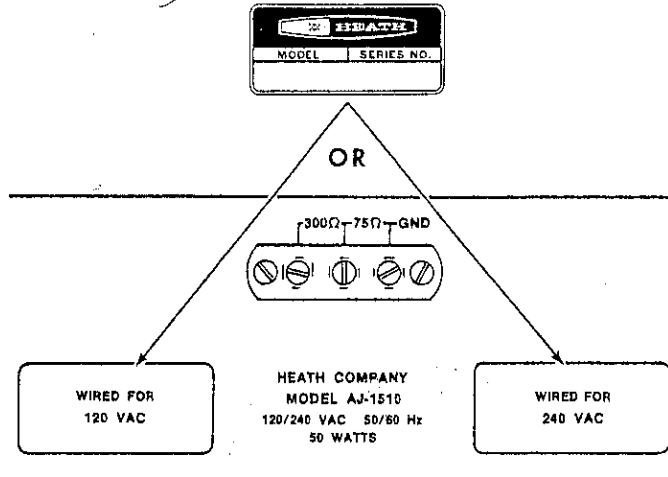 HEATH
MODEL SERIES NO.
OR
300Ω 75Ω GND
WIRED FOR
120 VAC
HEATH COMPANY
MODEL AJ-1510
120/240 VAC 50/60 Hz
50 WATTS
WIRED FOR
240 VAC